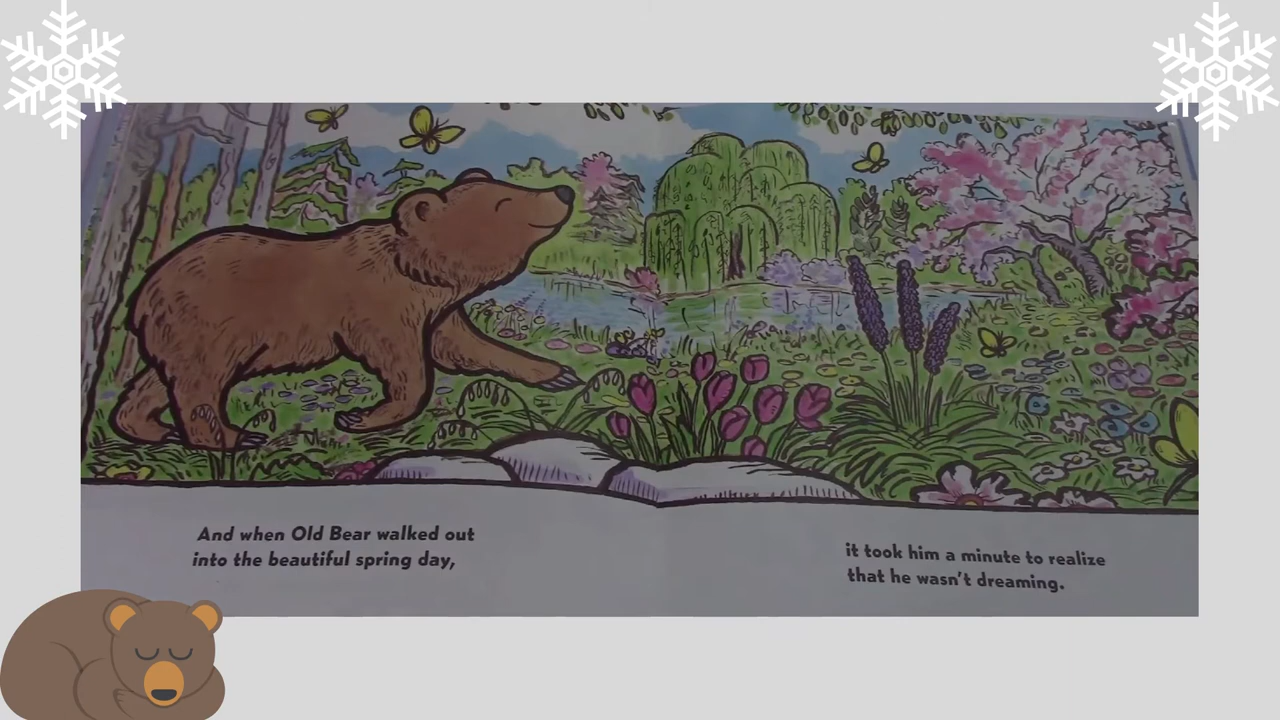 And when Old Bear walked out
into the beautiful spring day,
it took him a minute to realize
that he wasn't dreaming.